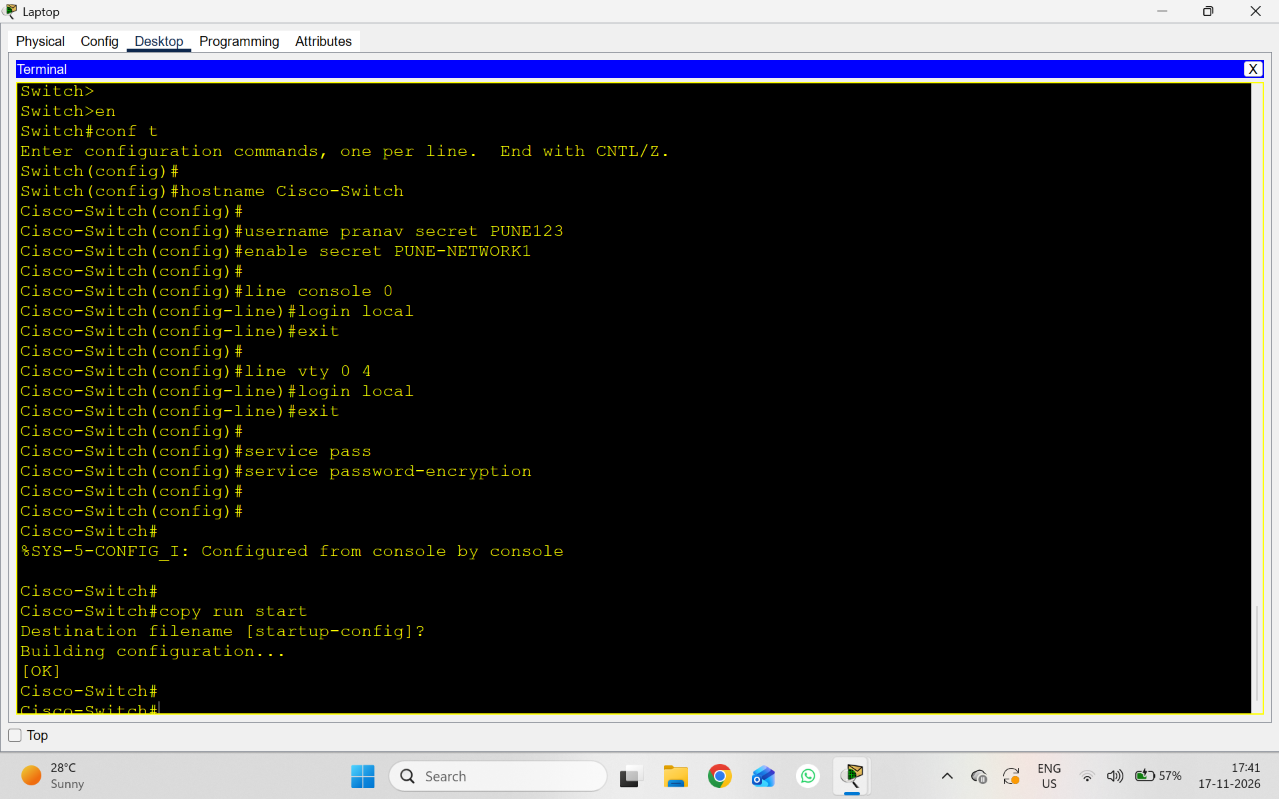 Laptop
Physical Config Desktop Programming Attributes
Terminal X
Switch>
Switch>en
Switch#conf t
Enter configuration commands, one per line.  End with CNTL/Z.
Switch(config)#
Switch(config)#hostname Cisco-Switch
Cisco-Switch(config)#
Cisco-Switch(config)#username pranav secret PUNE123
Cisco-Switch(config)#enable secret PUNE-NETWORK1
Cisco-Switch(config)#
Cisco-Switch(config)#line console 0
Cisco-Switch(config-line)#login local
Cisco-Switch(config-line)#exit
Cisco-Switch(config)#
Cisco-Switch(config)#line vty 0 4
Cisco-Switch(config-line)#login local
Cisco-Switch(config-line)#exit
Cisco-Switch(config)#
Cisco-Switch(config)#service pass
Cisco-Switch(config)#service password-encryption
Cisco-Switch(config)#
Cisco-Switch(config)#
Cisco-Switch#
%SYS-5-CONFIG_I: Configured from console by console
Cisco-Switch#
Cisco-Switch#copy run start
Destination filename [startup-config]?
Building configuration...
[OK]
Cisco-Switch#
Cisco-Switch#
Top
28°C
Sunny
Search
ENG
US
57%
17:41
17-11-2026